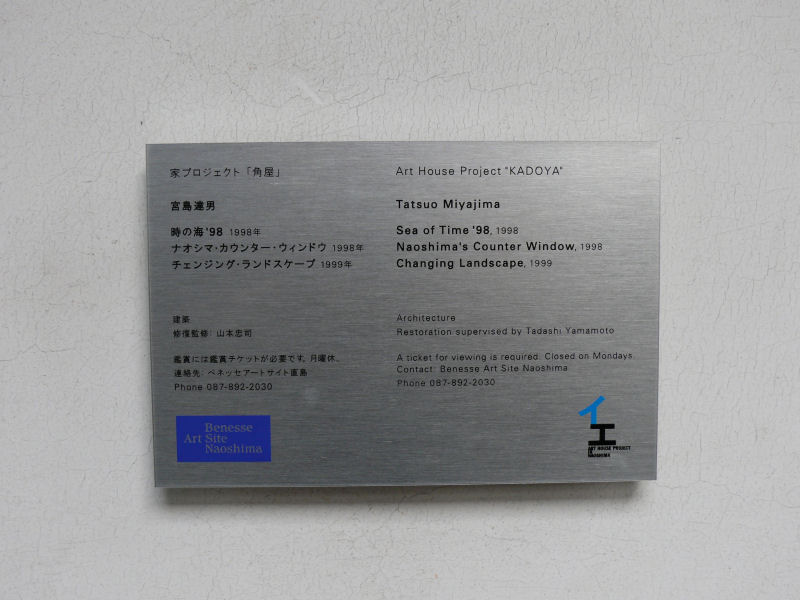 家プロジェクト「角屋」
宮島達男
時の海'98 1998年
ナオシマ・カウンター・ウィンドウ 1998年
チェンジング・ランドスケープ 1999年
建築
修復監修: 山本忠司
鑑賞には鑑賞チケットが必要です。月曜休。
連絡先: ベネッセアートサイト直島
Phone 087-892-2030
Benesse
Art Site
Naoshima
Art House Project "KADOYA"
Tatsuo Miyajima
Sea of Time '98, 1998
Naoshima's Counter Window, 1998
Changing Landscape, 1999
Architecture
Restoration supervised by Tadashi Yamamoto
A ticket for viewing is required. Closed on Mondays.
Contact: Benesse Art Site Naoshima
Phone 087-892-2030
イエ
ART HOUSE PROJECT
IN
NAOSHIMA